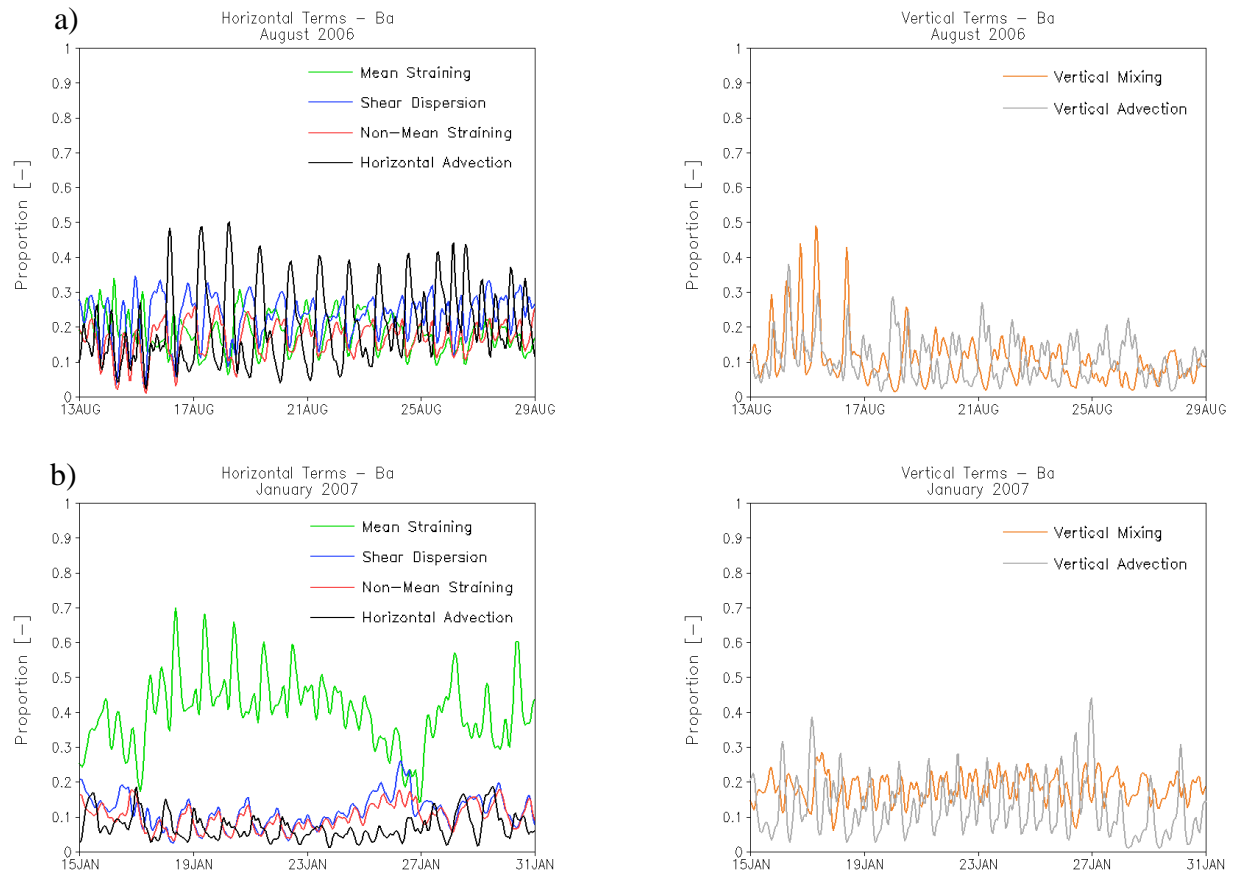 a)
Horizontal Terms - Ba
August 2006
Proportion [-]
1
0.9
0.8
0.7
0.6
0.5
0.4
0.3
0.2
0.1
0
13AUG 17AUG 21AUG 25AUG 29AUG
Mean Straining
Shear Dispersion
Non-Mean Straining
Horizontal Advection
Vertical Terms - Ba
August 2006
Proportion [-]
1
0.9
0.8
0.7
0.6
0.5
0.4
0.3
0.2
0.1
0
13AUG 17AUG 21AUG 25AUG 29AUG
Vertical Mixing
Vertical Advection
b)
Horizontal Terms - Ba
January 2007
Proportion [-]
1
0.9
0.8
0.7
0.6
0.5
0.4
0.3
0.2
0.1
0
15JAN 19JAN 23JAN 27JAN 31JAN
Mean Straining
Shear Dispersion
Non-Mean Straining
Horizontal Advection
Vertical Terms - Ba
January 2007
Proportion [-]
1
0.9
0.8
0.7
0.6
0.5
0.4
0.3
0.2
0.1
0
15JAN 19JAN 23JAN 27JAN 31JAN
Vertical Mixing
Vertical Advection